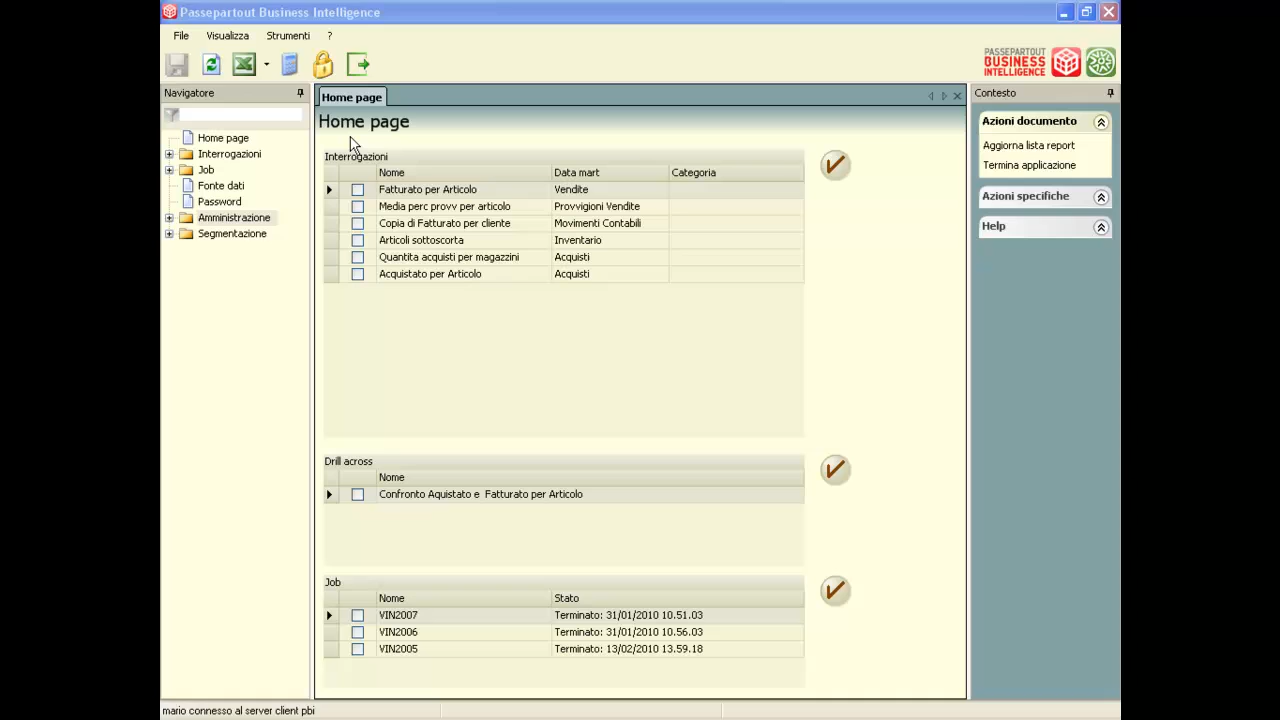 Passepartout Business Intelligence
File Visualizza Strumenti ?
PASSEPARTOUT
BUSINESS
INTELLIGENCE
Navigatore
Home page
Interrogazioni
Job
Fonte dati
Password
Amministrazione
Segmentazione
Home page
Home page
Interrogazioni
Nome Data mart Categoria
Fatturato per Articolo Vendite
Media perc provv per articolo Provvigioni Vendite
Copia di Fatturato per cliente Movimenti Contabili
Articoli sottoscorta Inventario
Quantita acquisti per magazzini Acquisti
Acquistato per Articolo Acquisti
Drill across
Nome
Confronto Aquistato e Fatturato per Articolo
Job
Nome Stato
VIN2007 Terminato: 31/01/2010 10.51.03
VIN2006 Terminato: 31/01/2010 10.56.03
VIN2005 Terminato: 13/02/2010 13.59.18
Contesto
Azioni documento
Aggiorna lista report
Termina applicazione
Azioni specifiche
Help
mario connesso al server client pbi